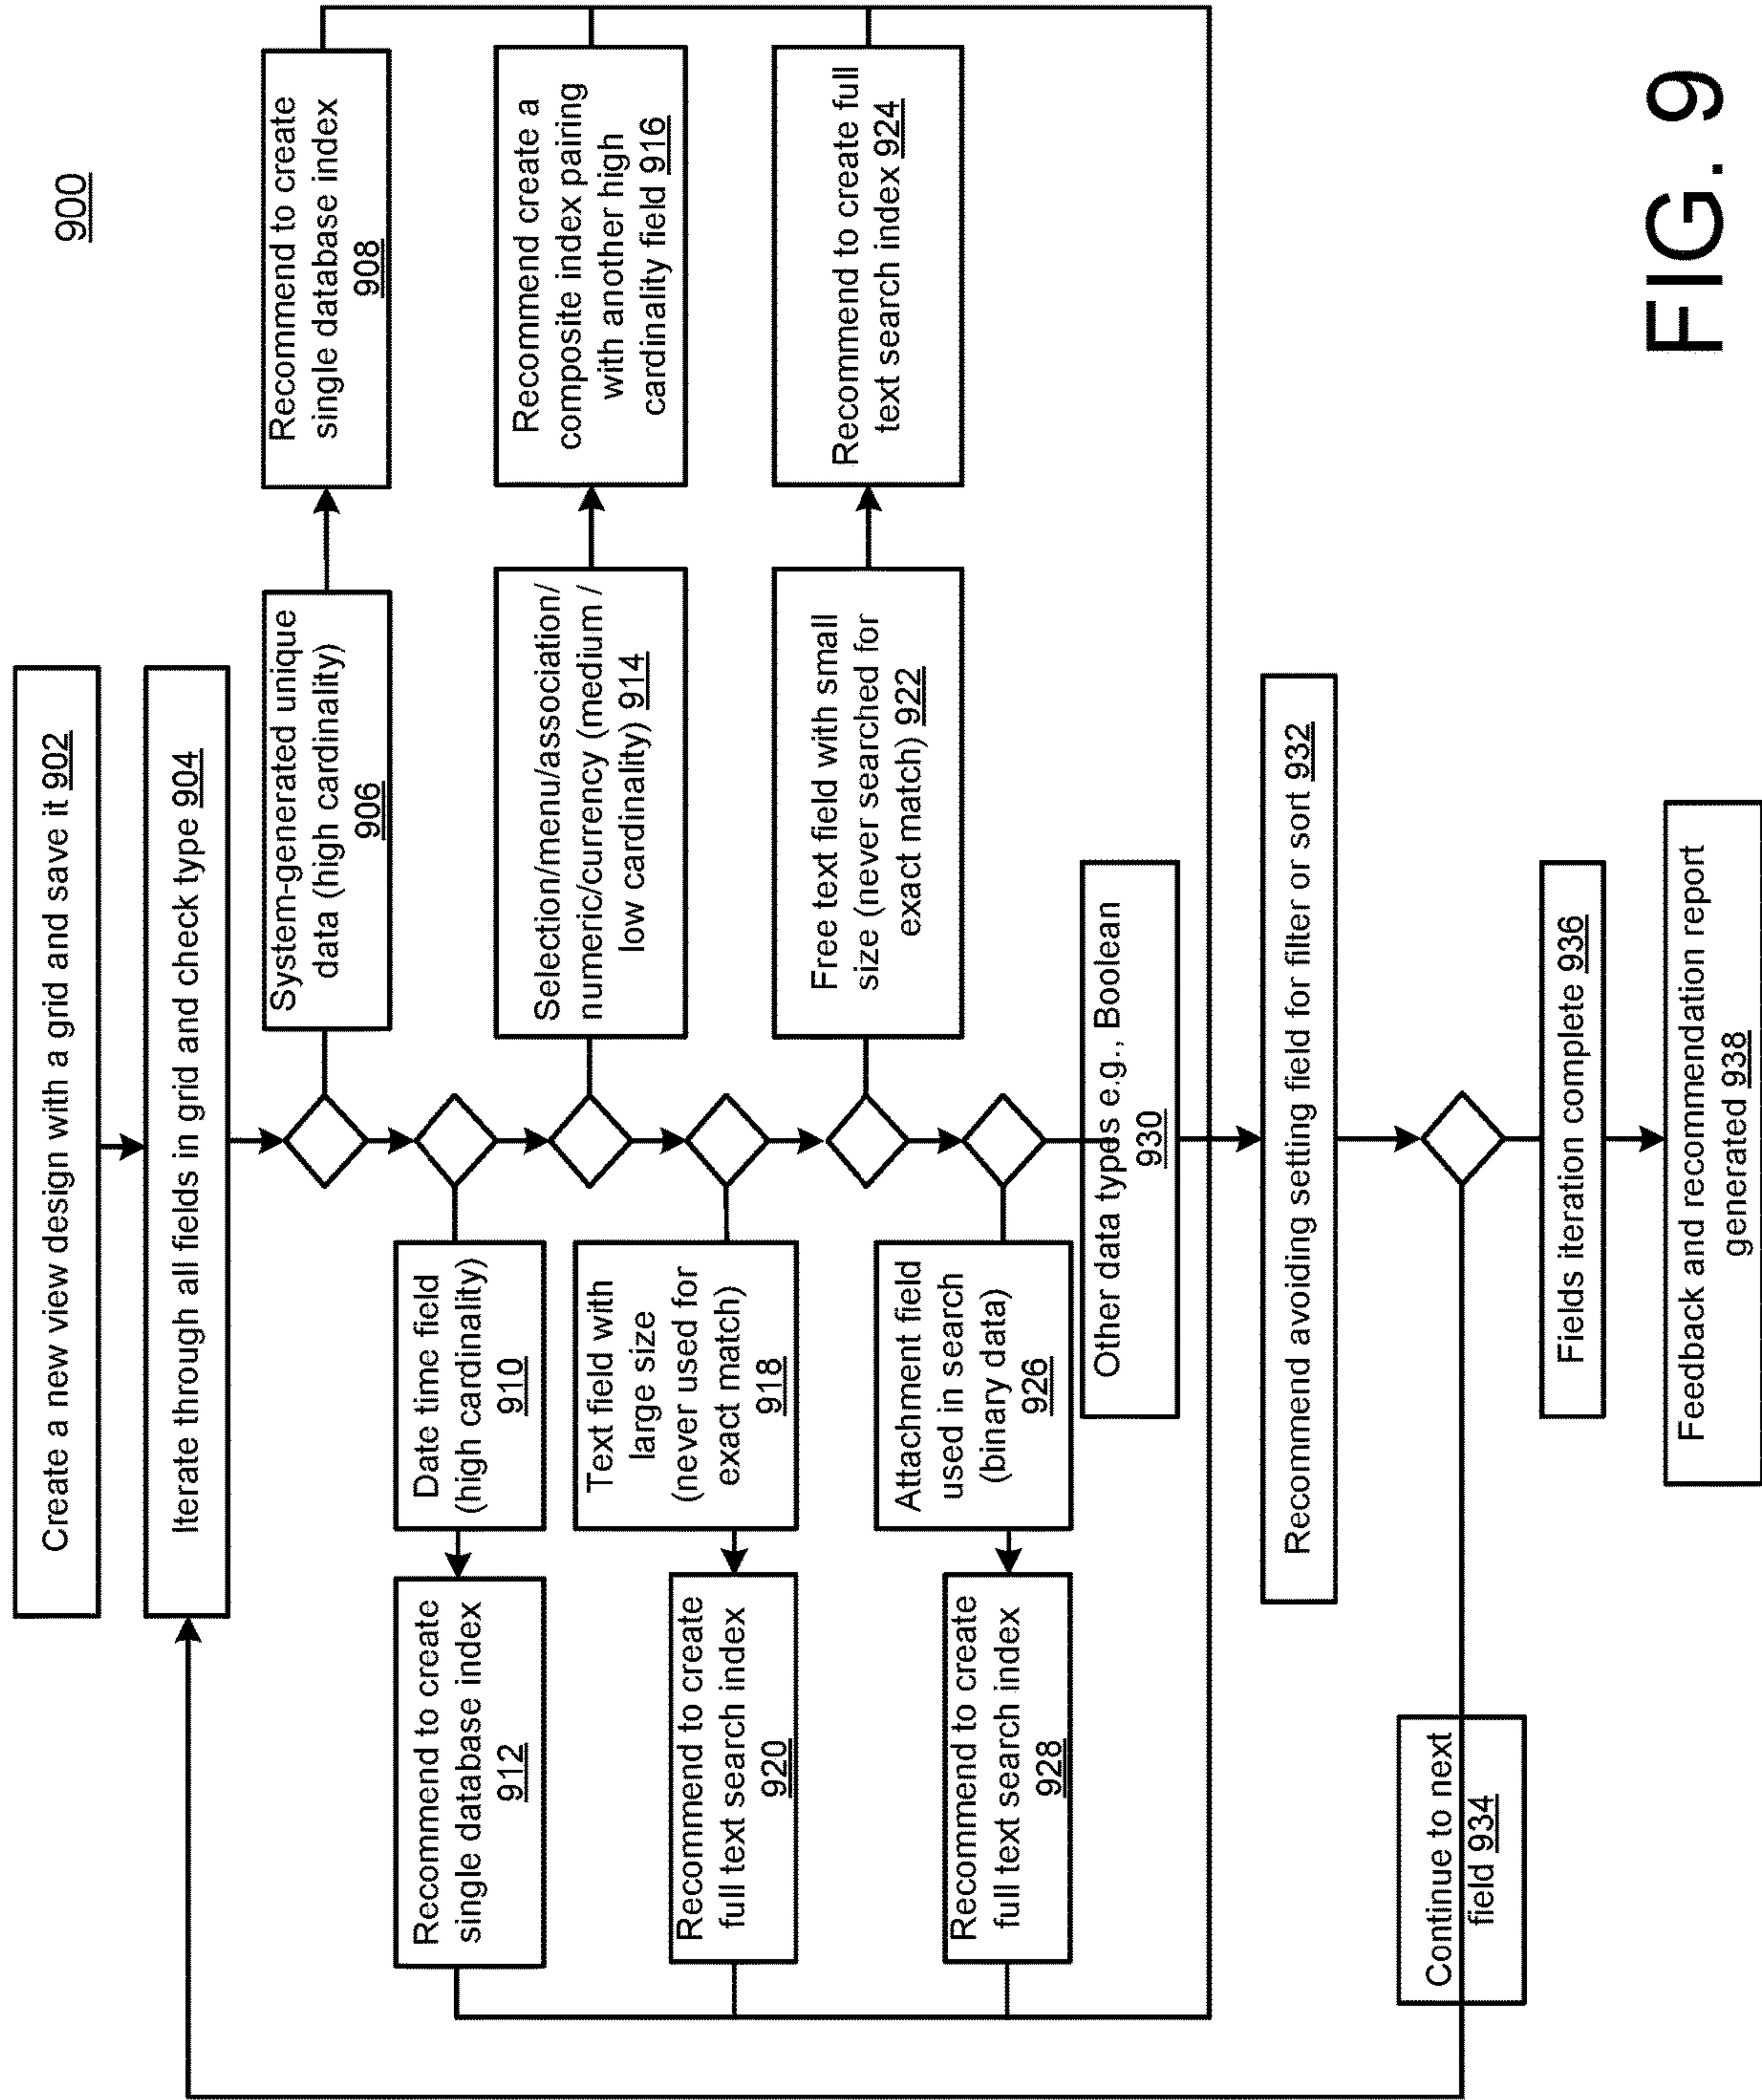 900
Create a new view design with a grid and save it 902
Iterate through all fields in grid and check type 904
System-generated unique
data (high cardinality)
906
Recommend to create
single database index
908
Date time field
(high cardinality)
910
Recommend to create
single database index
912
Selection/menu/association/
numeric/currency (medium /
low cardinality) 914
Recommend create a
composite index pairing
with another high
cardinality field 916
Text field with
large size
(never used for
exact match)
918
Recommend to create
full text search index
920
Free text field with small
size (never searched for
exact match) 922
Recommend to create full
text search index 924
Attachment field
used in search
(binary data)
926
Recommend to create
full text search index
928
Other data types e.g., Boolean
930
Recommend avoiding setting field for filter or sort 932
Continue to next
field 934
Fields iteration complete 936
Feedback and recommendation report
generated 938
FIG. 9